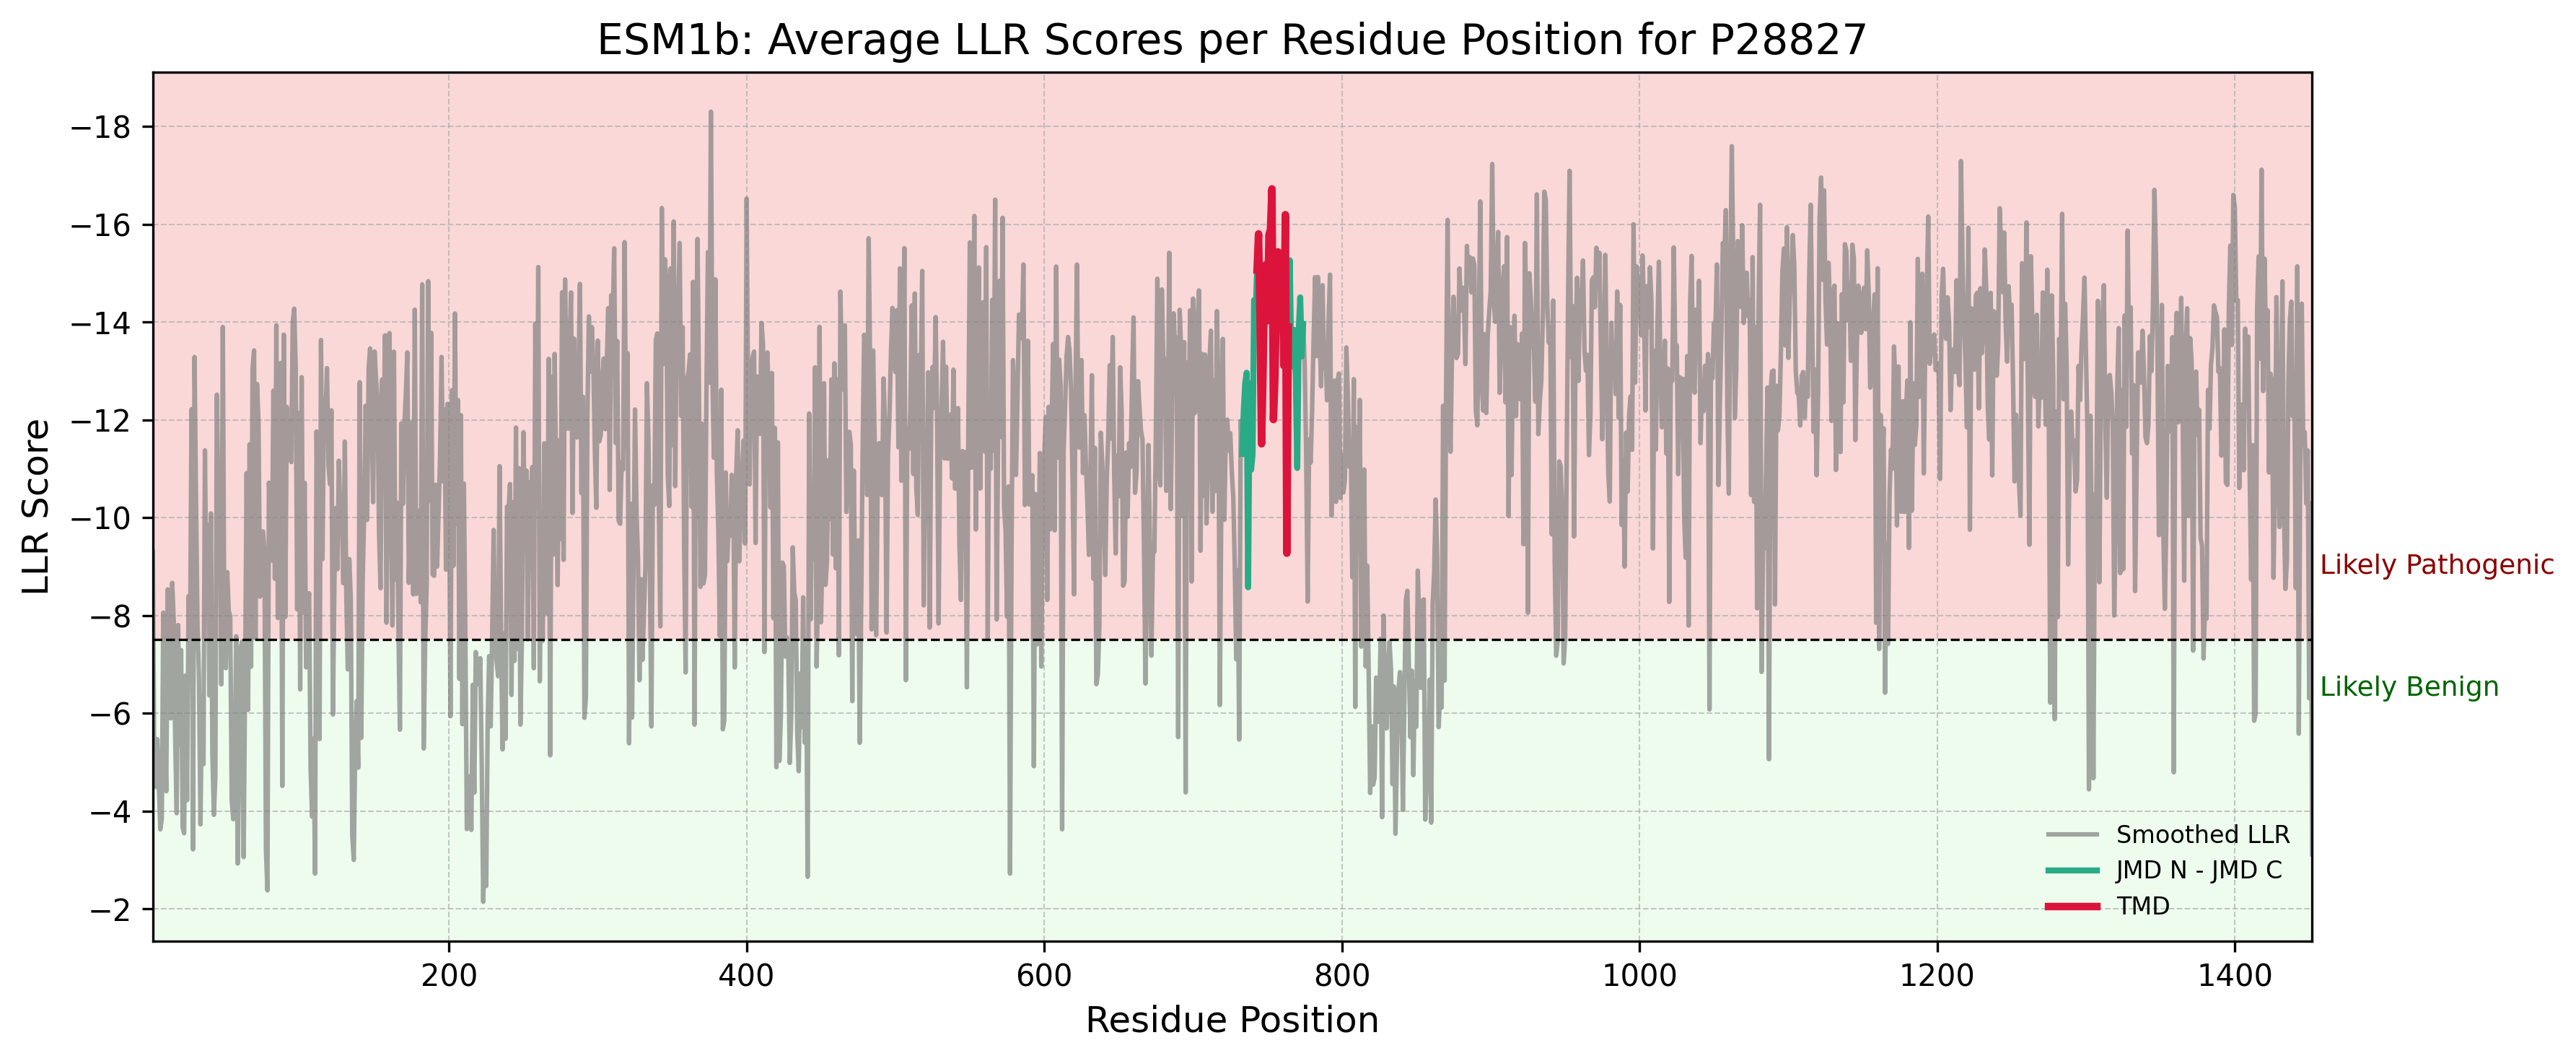 ESM1b: Average LLR Scores per Residue Position for P28827
LLR Score
−18
−16
−14
−12
−10
−8
−6
−4
−2
Likely Pathogenic
Likely Benign
Smoothed LLR
JMD N - JMD C
TMD
200 400 600 800 1000 1200 1400
Residue Position